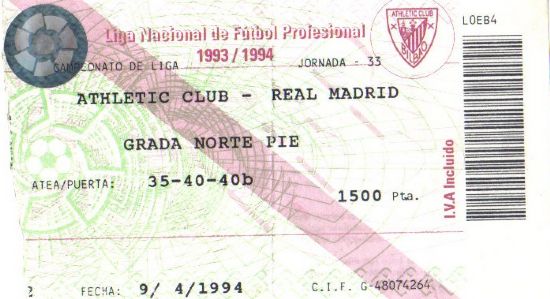 Liga Nacional de Fútbol Profesional
1993 / 1994
CAMPEONATO DE LIGA JORNADA - 33
ATHLETIC CLUB
BILBAO
L0EB4
ATHLETIC CLUB - REAL MADRID
GRADA NORTE PIE
ATEA/PUERTA: 35-40-40b
1500 Pta.
I.V.A Incluido
2 FECHA: 9/ 4/1994 C.I.F. G-48074264